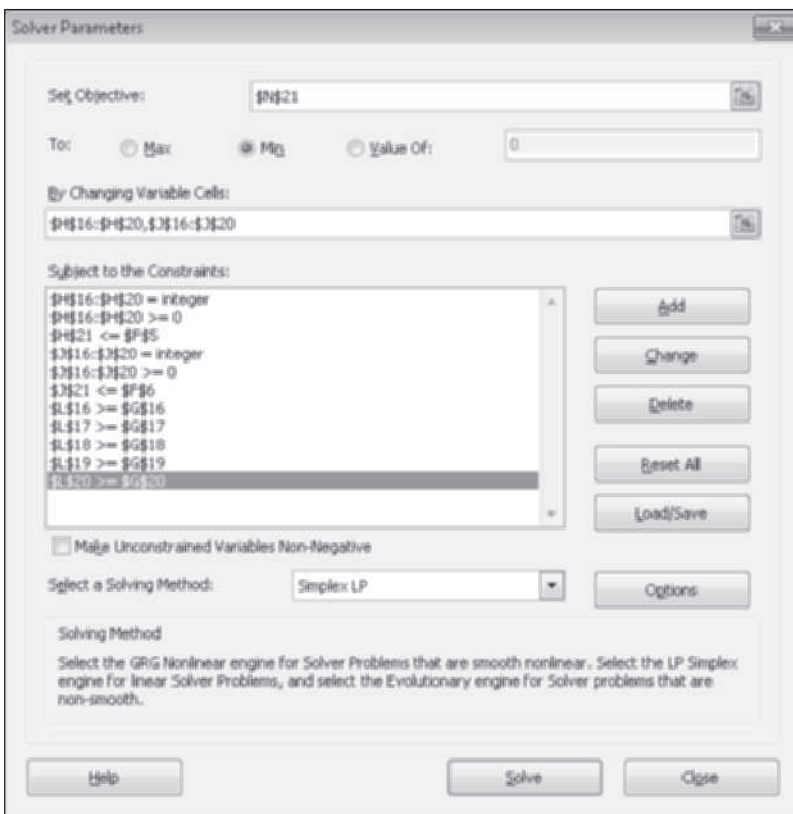 Solver Parameters
Set Objective: $N$21
To: Max Min Value Of: 0
By Changing Variable Cells:
$H$16:$H$20,$J$16:$J$20
Subject to the Constraints:
$H$16:$H$20 = integer
$H$16:$H$20 >= 0
$H$21 <= $F$5
$J$16:$J$20 = integer
$J$16:$J$20 >= 0
$J$21 <= $F$6
$L$16 >= $G$16
$L$17 >= $G$17
$L$18 >= $G$18
$L$19 >= $G$19
$L$20 >= $G$20
Add
Change
Delete
Reset All
Load/Save
Make Unconstrained Variables Non-Negative
Select a Solving Method: Simplex LP Options
Solving Method
Select the GRG Nonlinear engine for Solver Problems that are smooth nonlinear. Select the LP Simplex
engine for linear Solver Problems, and select the Evolutionary engine for Solver problems that are
non-smooth.
Help Solve Close